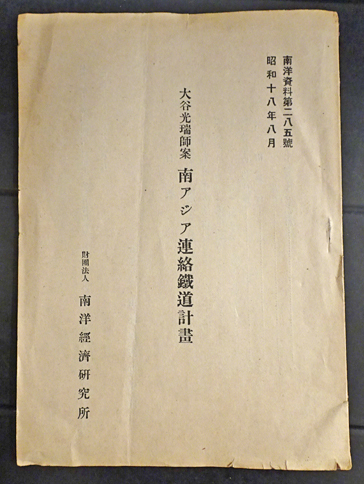 南洋資料第二八五號
昭和十八年八月
大谷光瑞師案 南アジア連絡鐵道計畫
財團法人 南洋經濟研究所